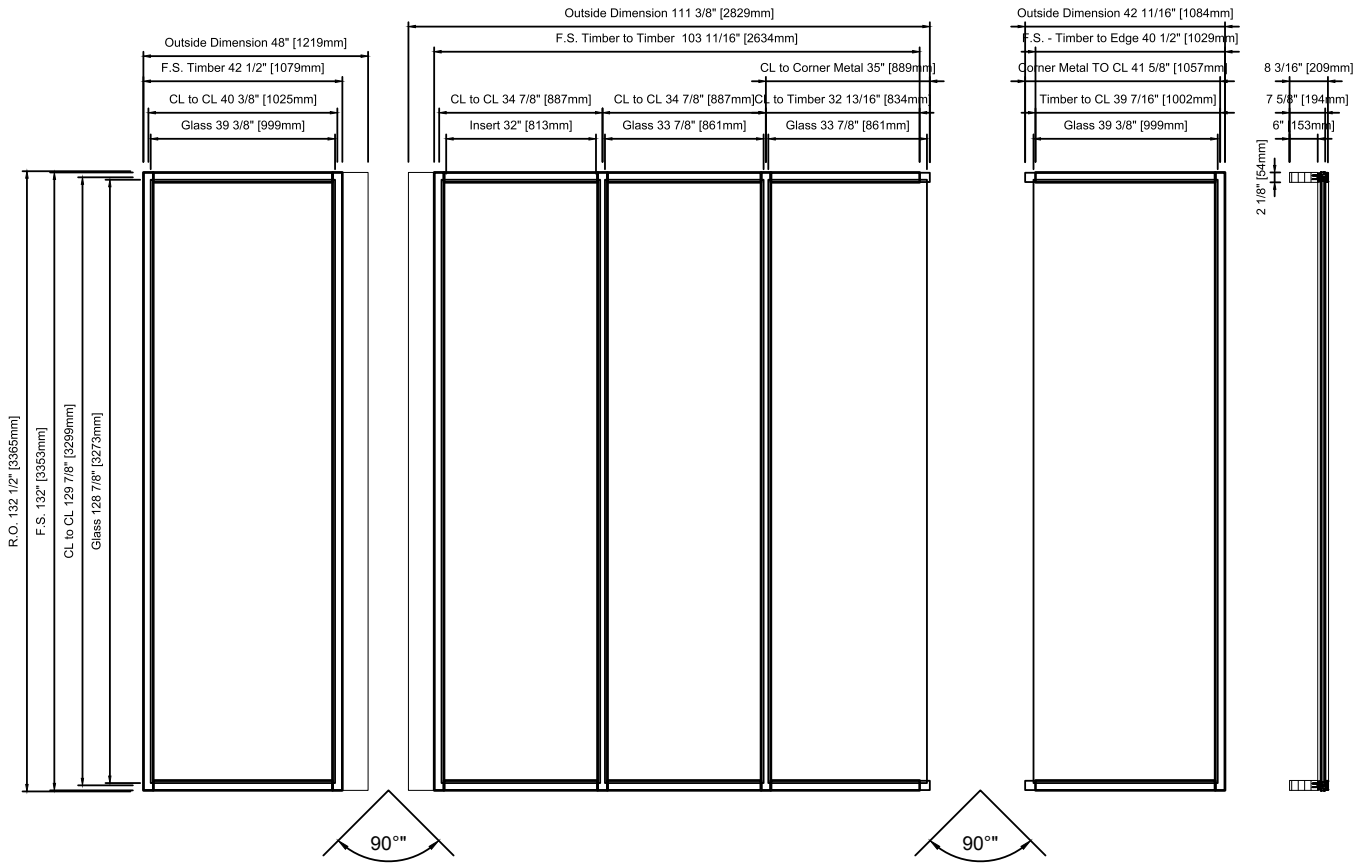 Outside Dimension 111 3/8" [2829mm]
Outside Dimension 42 11/16" [1084mm]
Outside Dimension 48" [1219mm]
F.S. Timber to Timber 103 11/16" [2634mm]
F.S. - Timber to Edge 40 1/2" [1029mm]
F.S. Timber 42 1/2" [1079mm]
CL to Corner Metal 35" [889mm]
Corner Metal TO CL 41 5/8" [1057mm]
8 3/16" [209mm]
CL to CL 40 3/8" [1025mm]
CL to CL 34 7/8" [887mm]
CL to CL 34 7/8" [887mm]
CL to Timber 32 13/16" [834mm]
Timber to CL 39 7/16" [1002mm]
7 5/8" [194mm]
Glass 39 3/8" [999mm]
Insert 32" [813mm]
Glass 33 7/8" [861mm]
Glass 33 7/8" [861mm]
Glass 39 3/8" [999mm]
6" [153mm]
2 1/8" [54mm]
R.O. 132 1/2" [3365mm]
F.S. 132" [3353mm]
CL to CL 129 7/8" [3299mm]
Glass 128 7/8" [3273mm]
90°"
90°"